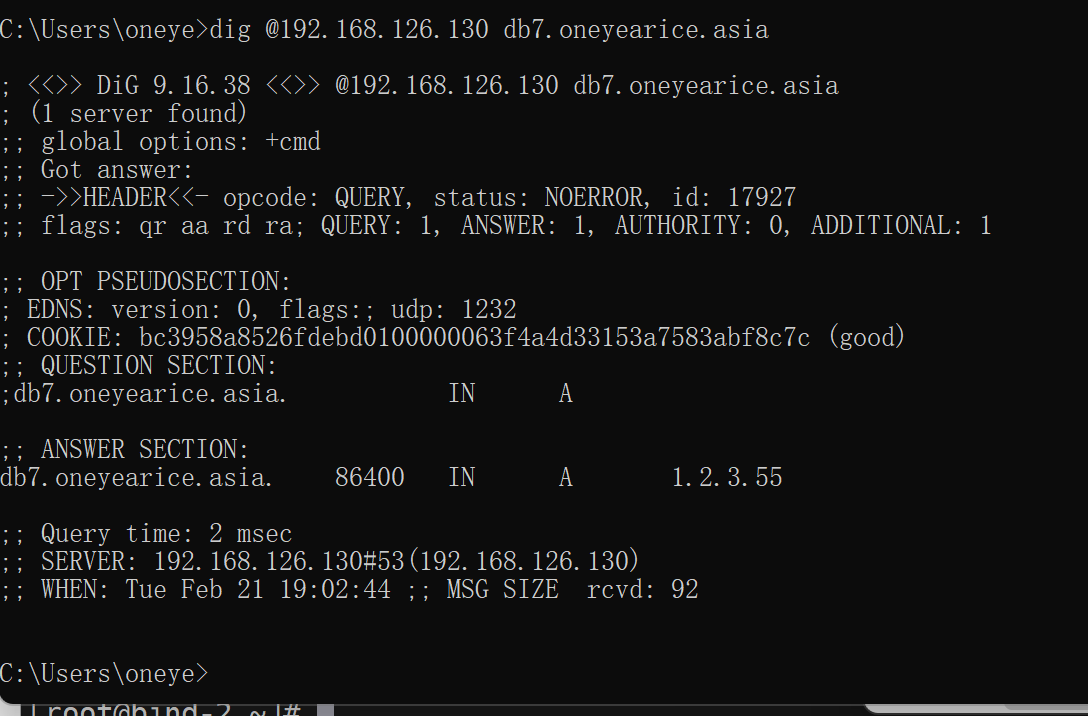 C:\Users\oneye>dig @192.168.126.130 db7.oneyearice.asia
; <<>> DiG 9.16.38 <<>> @192.168.126.130 db7.oneyearice.asia
; (1 server found)
;; global options: +cmd
;; Got answer:
;; ->>HEADER<<- opcode: QUERY, status: NOERROR, id: 17927
;; flags: qr aa rd ra; QUERY: 1, ANSWER: 1, AUTHORITY: 0, ADDITIONAL: 1
;; OPT PSEUDOSECTION:
; EDNS: version: 0, flags:; udp: 1232
; COOKIE: bc3958a8526fdebd0100000063f4a4d33153a7583abf8c7c (good)
;; QUESTION SECTION:
;db7.oneyearice.asia. IN A
;; ANSWER SECTION:
db7.oneyearice.asia. 86400 IN A 1.2.3.55
;; Query time: 2 msec
;; SERVER: 192.168.126.130#53(192.168.126.130)
;; WHEN: Tue Feb 21 19:02:44 ;; MSG SIZE rcvd: 92
C:\Users\oneye>
[root@bind-2 ~]#